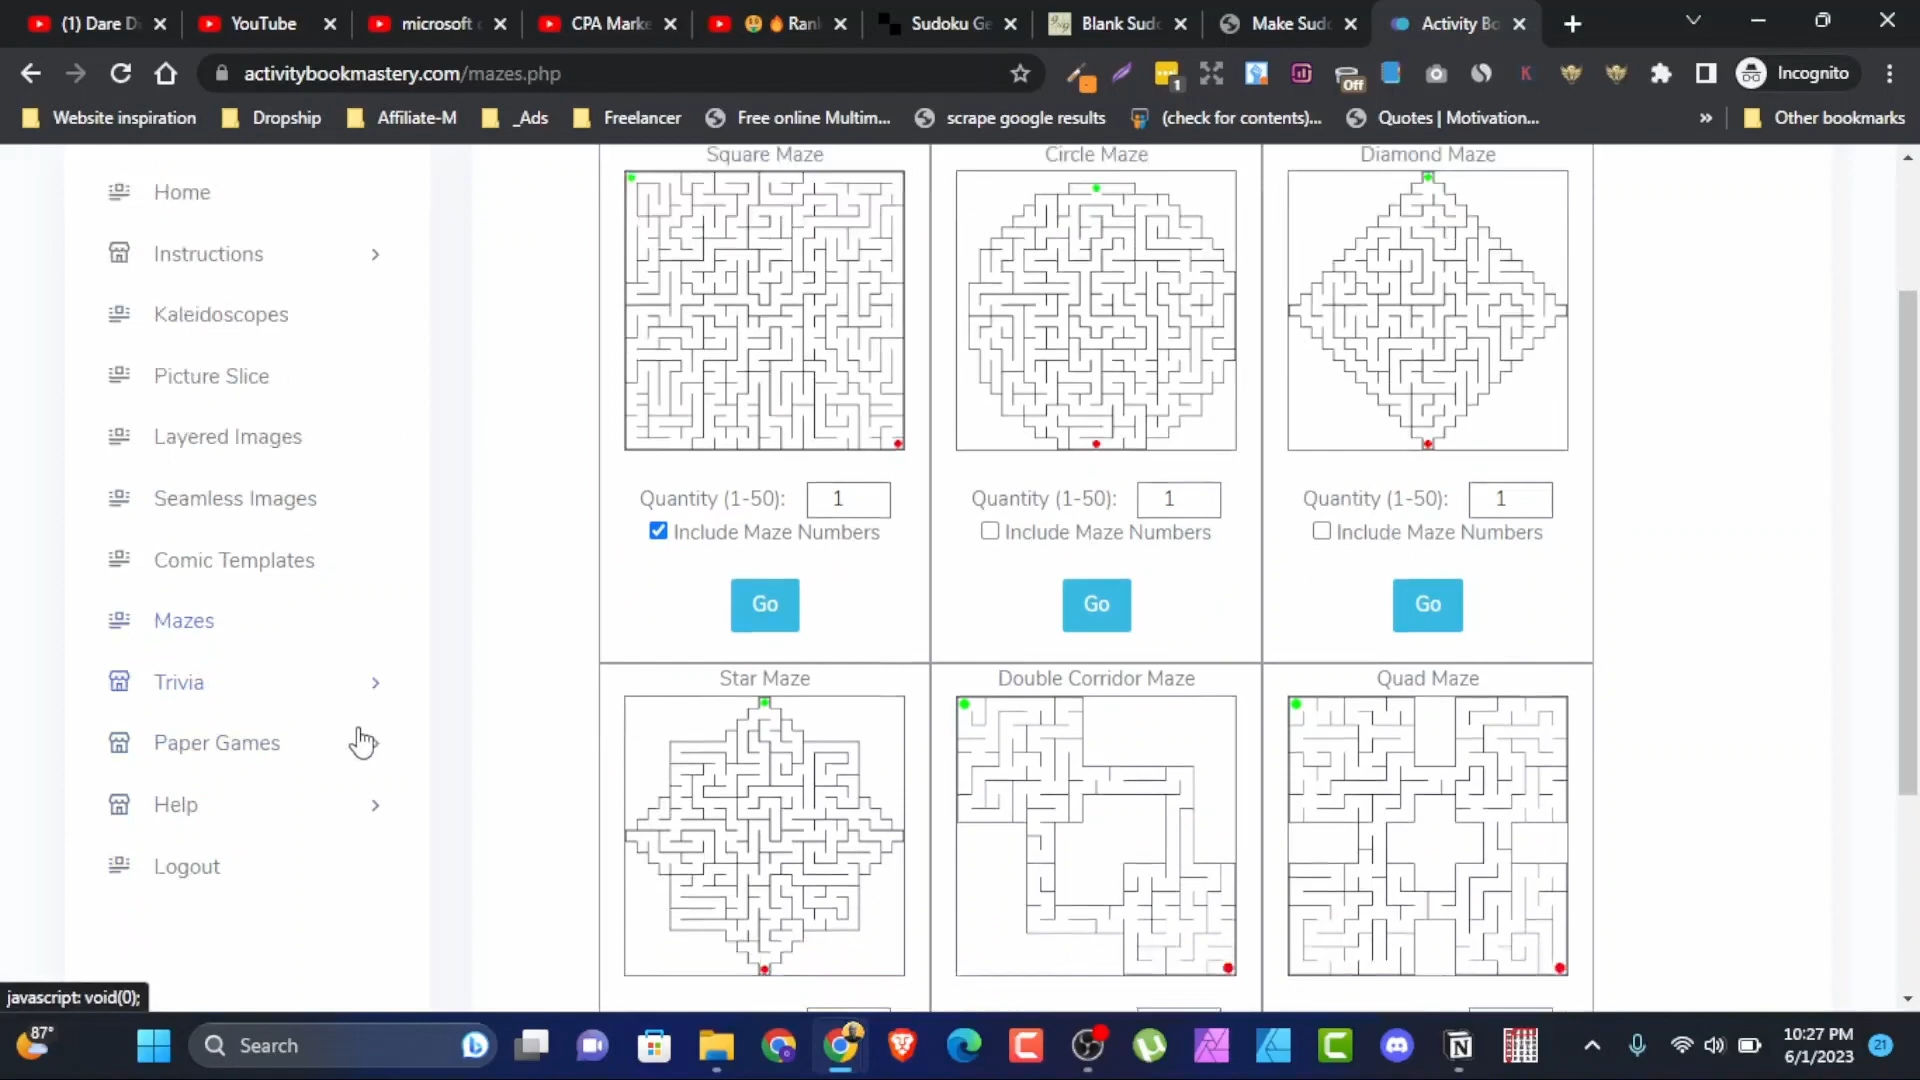 (1) Dare D
YouTube
microsoft
CPA Marke
Ran
Sudoku Ge
Blank Sud
Make Sud
Activity Bo
activitybookmastery.com/mazes.php
1
Off
K
Incognito
Website inspiration
Dropship
Affiliate-M
_Ads
Freelancer
Free online Multim...
scrape google results
(check for contents)...
Quotes | Motivation...
»
Other bookmarks
Home
Instructions
Kaleidoscopes
Picture Slice
Layered Images
Seamless Images
Comic Templates
Mazes
Trivia
Paper Games
Help
Logout
Square Maze
Circle Maze
Diamond Maze
Quantity (1-50): 1
Include Maze Numbers
Go
Quantity (1-50): 1
Include Maze Numbers
Go
Quantity (1-50): 1
Include Maze Numbers
Go
Star Maze
Double Corridor Maze
Quad Maze
javascript: void(0);
87°
Search
10:27 PM
6/1/2023
21